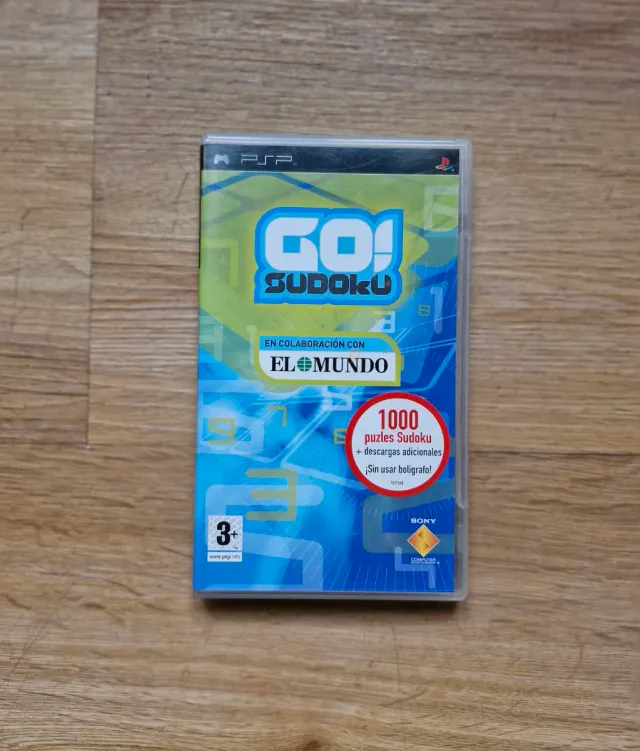 PSP
GO!
SUDOKU
EN COLABORACIÓN CON
EL MUNDO
1000
puzles Sudoku
+ descargas adicionales
¡Sin usar bolígrafo!
3+
www.pegi.info
SONY
COMPUTER